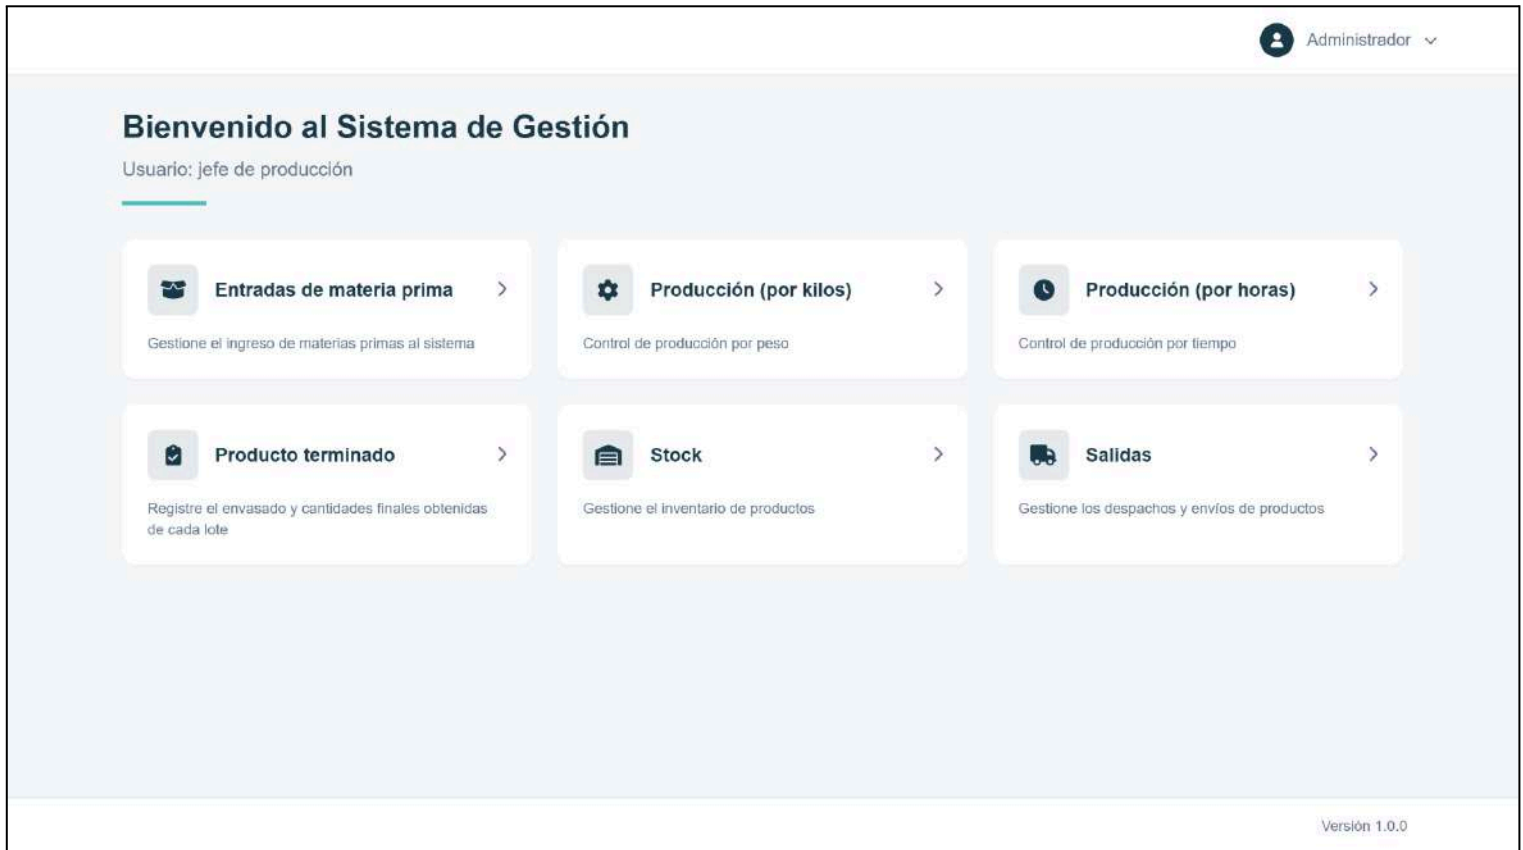 Administrador
Bienvenido al Sistema de Gestión
Usuario: jefe de producción
Entradas de materia prima
Gestione el ingreso de materias primas al sistema
Producción (por kilos)
Control de producción por peso
Producción (por horas)
Control de producción por tiempo
Producto terminado
Registre el envasado y cantidades finales obtenidas
de cada lote
Stock
Gestione el inventario de productos
Salidas
Gestione los despachos y envíos de productos
Versión 1.0.0